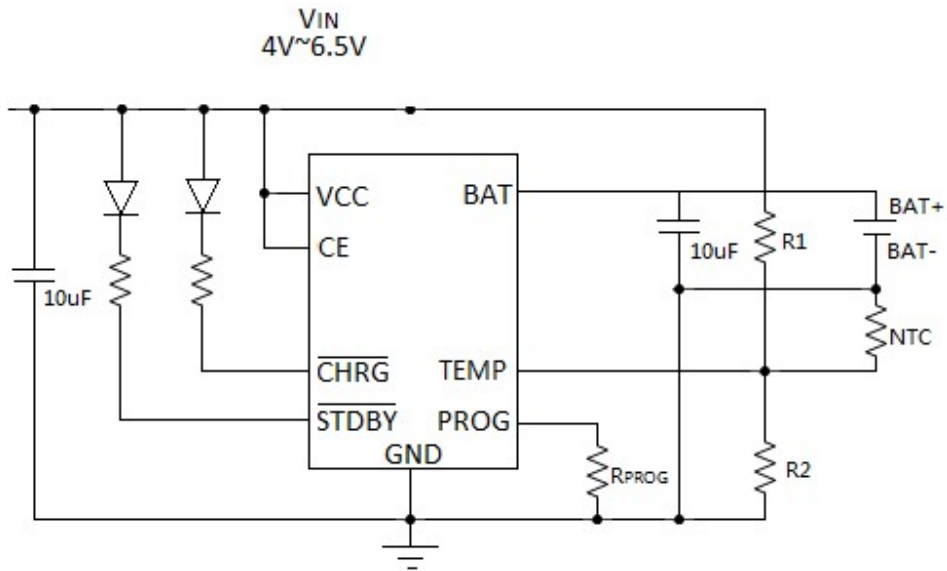 VIN
4V~6.5V
VCC
BAT
BAT+
CE
10uF
R1
BAT-
10uF
NTC
CHRG
TEMP
STDBY
PROG
GND
RPROG
R2